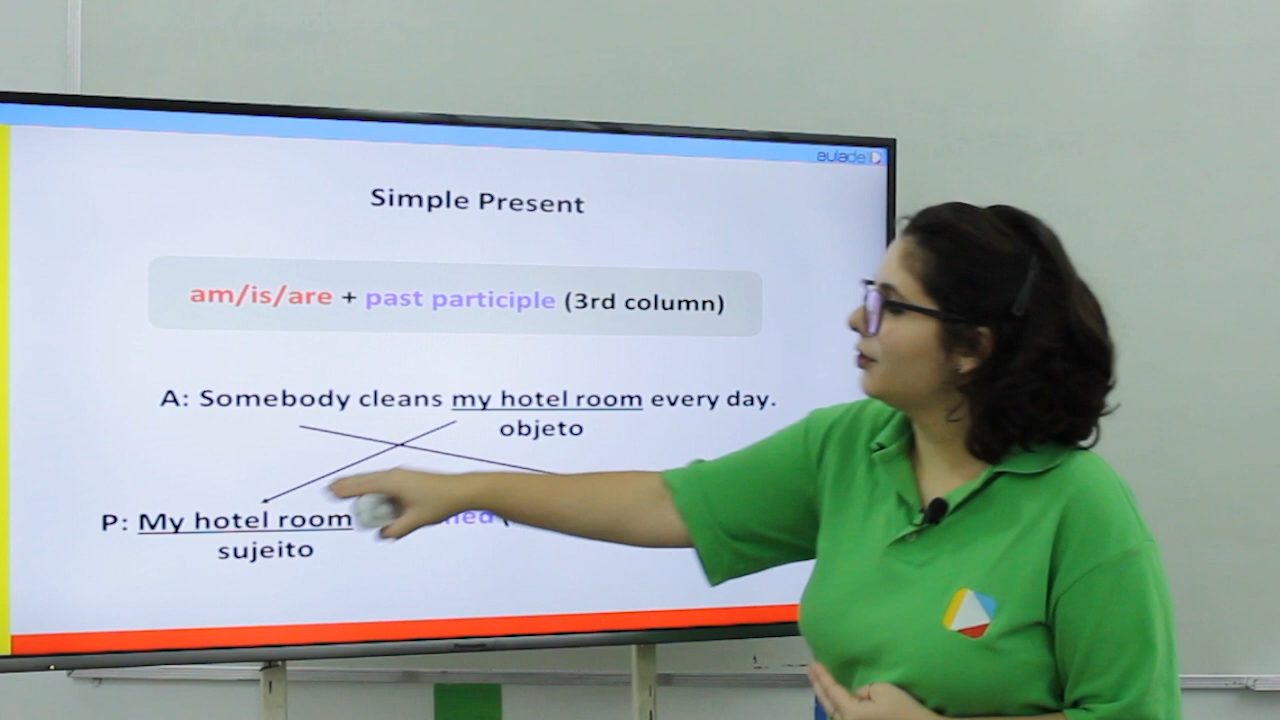 aulade
Simple Present
am/is/are + past participle (3rd column)
A: Somebody cleans my hotel room every day.
objeto
P: My hotel room
sujeito